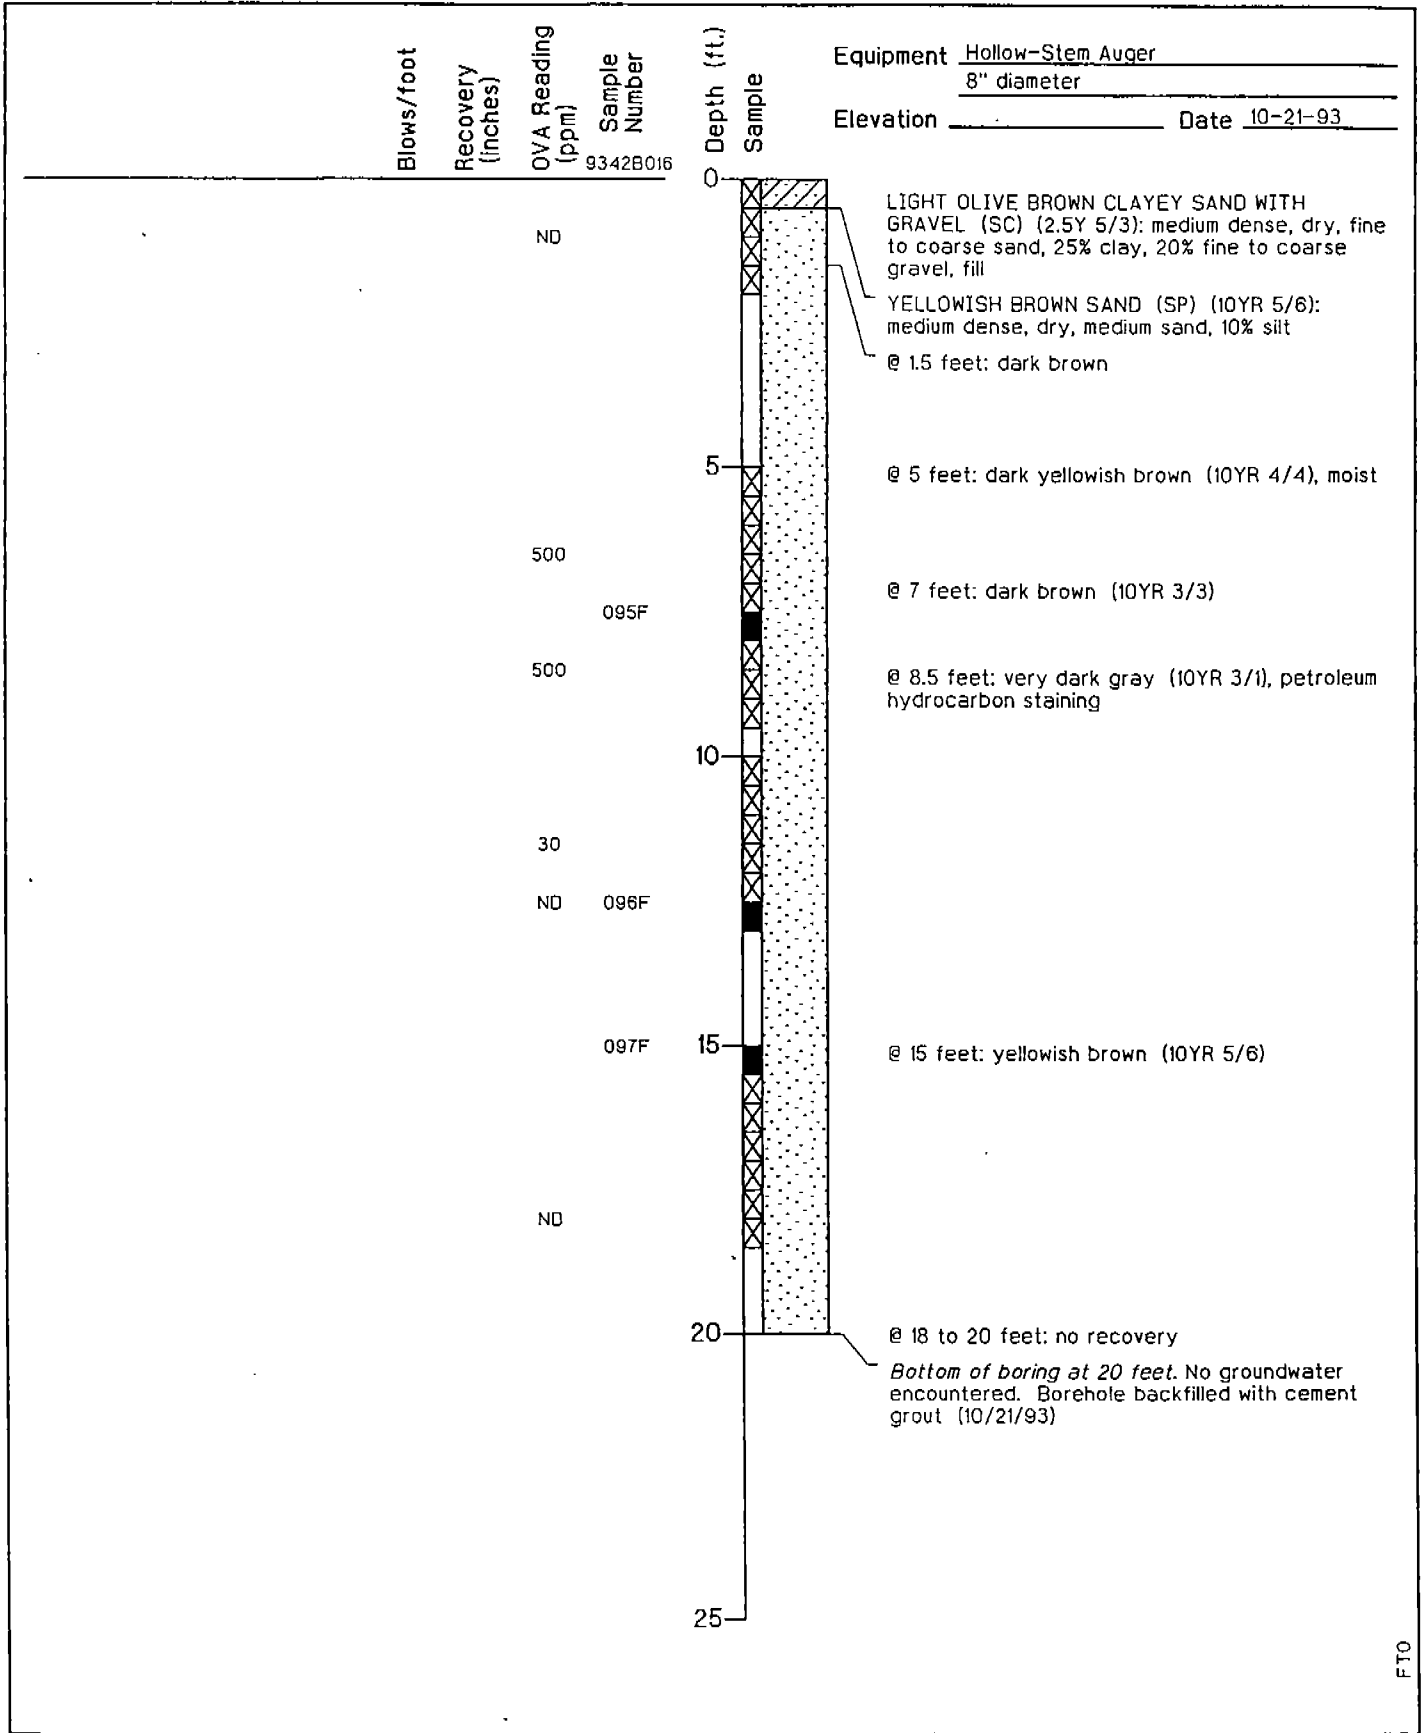 Blows/foot
Recovery
(inches)
OVA Reading
(ppm)
Sample
Number
9342B016
Depth (ft.)
Sample
Equipment Hollow-Stem Auger
8" diameter
Elevation Date 10-21-93
0
LIGHT OLIVE BROWN CLAYEY SAND WITH
GRAVEL (SC) (2.5Y 5/3): medium dense, dry, fine
to coarse sand, 25% clay, 20% fine to coarse
gravel, fill
ND
YELLOWISH BROWN SAND (SP) (10YR 5/6):
medium dense, dry, medium sand, 10% silt
@ 1.5 feet: dark brown
5
@ 5 feet: dark yellowish brown (10YR 4/4), moist
500
@ 7 feet: dark brown (10YR 3/3)
095F
500
@ 8.5 feet: very dark gray (10YR 3/1), petroleum
hydrocarbon staining
10
30
ND 096F
097F
15
@ 15 feet: yellowish brown (10YR 5/6)
ND
20
@ 18 to 20 feet: no recovery
Bottom of boring at 20 feet. No groundwater
encountered. Borehole backfilled with cement
grout (10/21/93)
25
FTO